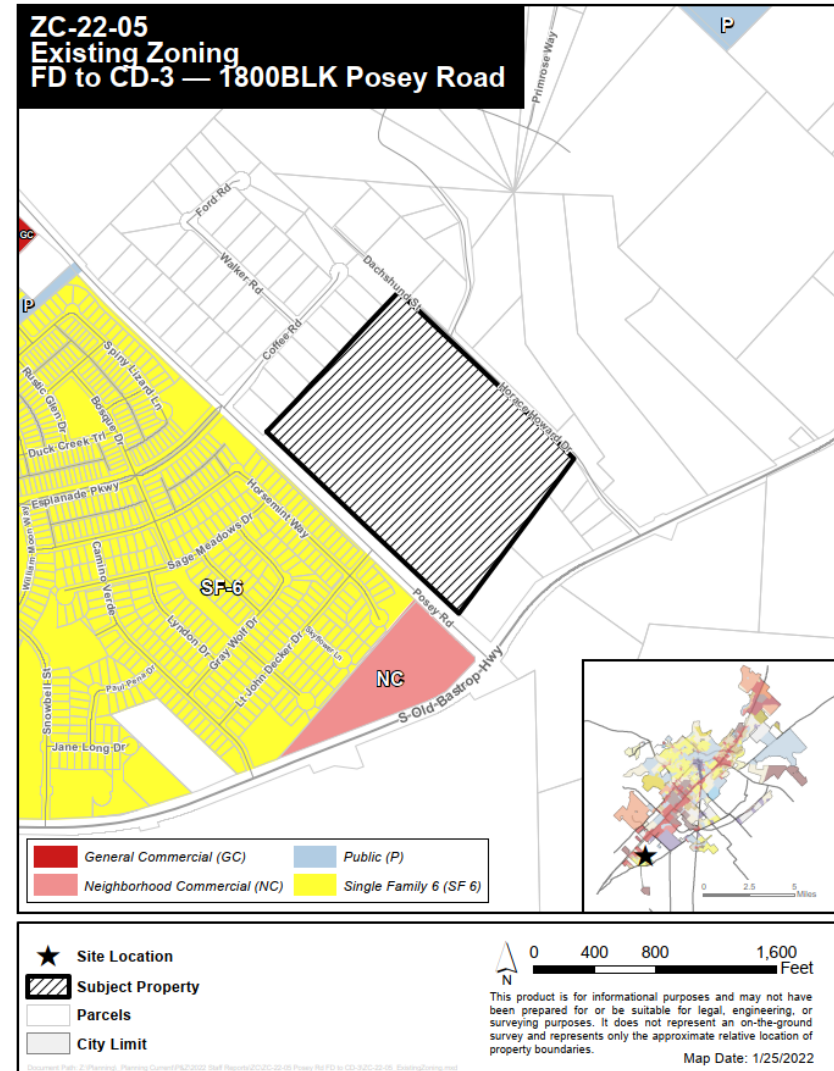 ZC-22-05
Existing Zoning
FD to CD-3 — 1800BLK Posey Road
P
Primrose Way
Ford Rd
GC
Walker Rd
Dachshund St
P
Coffee Rd
Spiny Lizard Ln
Rustic Glen Dr
Bosque Dr
Horace Howard Dr
Duck Creek Trl
Esplanade Pkwy
Horsemint Way
William Moon Way
Sage Meadows Dr
Camino Verde
SF-6
Posey Rd
Lyndon Dr
Gray Wolf Dr
Skyflower Ln
Lt John Decker Dr
NC
S Old Bastrop Hwy
Paul Pena Dr
Snowbell St
Jane Long Dr
General Commercial (GC)
Public (P)
Neighborhood Commercial (NC)
Single Family 6 (SF 6)
0 2.5 5
Miles
Site Location
Subject Property
Parcels
City Limit
N
0 400 800 1,600
Feet
This product is for informational purposes and may not have
been prepared for or be suitable for legal, engineering, or
surveying purposes. It does not represent an on-the-ground
survey and represents only the approximate relative location of
property boundaries.
Map Date: 1/25/2022